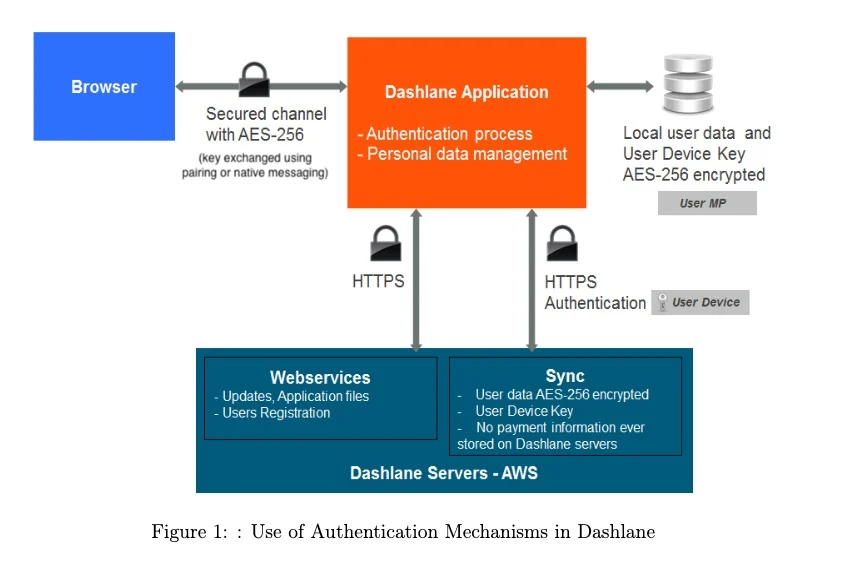 Browser
Secured channel
with AES-256
(key exchanged using
pairing or native messaging)
Dashlane Application
- Authentication process
- Personal data management
Local user data and
User Device Key
AES-256 encrypted
User MP
HTTPS
HTTPS
Authentication
User Device
Webservices
- Updates, Application files
- Users Registration
Sync
- User data AES-256 encrypted
- User Device Key
- No payment information ever
stored on Dashlane servers
Dashlane Servers - AWS
Figure 1: : Use of Authentication Mechanisms in Dashlane